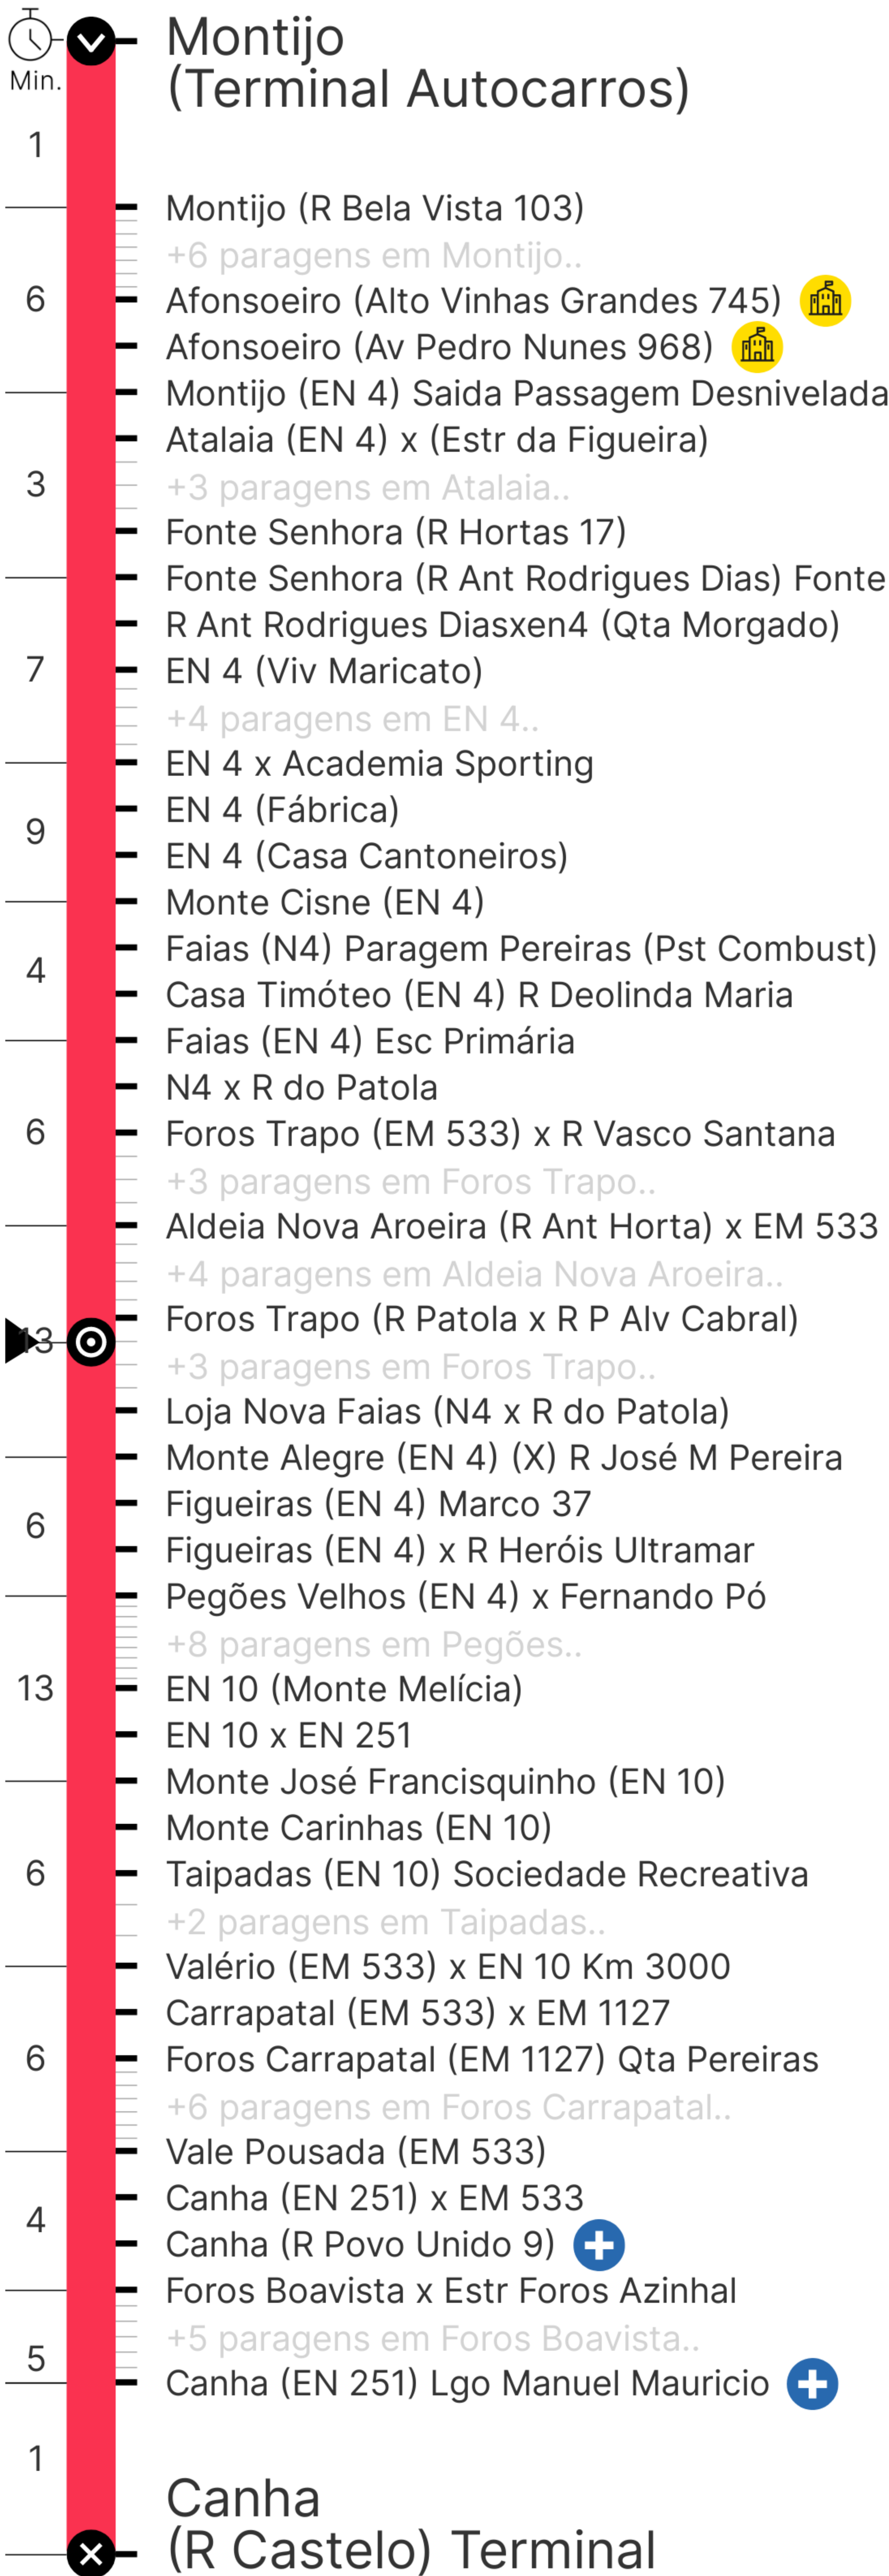 Montijo
(Terminal Autocarros)
Min.
1
Montijo (R Bela Vista 103)
+6 paragens em Montijo..
6
Afonsoeiro (Alto Vinhas Grandes 745)
Afonsoeiro (Av Pedro Nunes 968)
Montijo (EN 4) Saida Passagem Desnivelada
Atalaia (EN 4) x (Estr da Figueira)
3
+3 paragens em Atalaia..
Fonte Senhora (R Hortas 17)
Fonte Senhora (R Ant Rodrigues Dias) Fonte
R Ant Rodrigues Diasxen4 (Qta Morgado)
7
EN 4 (Viv Maricato)
+4 paragens em EN 4..
EN 4 x Academia Sporting
EN 4 (Fábrica)
9
EN 4 (Casa Cantoneiros)
Monte Cisne (EN 4)
Faias (N4) Paragem Pereiras (Pst Combust)
4
Casa Timóteo (EN 4) R Deolinda Maria
Faias (EN 4) Esc Primária
N4 x R do Patola
6
Foros Trapo (EM 533) x R Vasco Santana
+3 paragens em Foros Trapo..
Aldeia Nova Aroeira (R Ant Horta) x EM 533
+4 paragens em Aldeia Nova Aroeira..
Foros Trapo (R Patola x R P Alv Cabral)
13
+3 paragens em Foros Trapo..
Loja Nova Faias (N4 x R do Patola)
Monte Alegre (EN 4) (X) R José M Pereira
Figueiras (EN 4) Marco 37
6
Figueiras (EN 4) x R Heróis Ultramar
Pegões Velhos (EN 4) x Fernando Pó
+8 paragens em Pegões..
13
EN 10 (Monte Melícia)
EN 10 x EN 251
Monte José Francisquinho (EN 10)
Monte Carinhas (EN 10)
6
Taipadas (EN 10) Sociedade Recreativa
+2 paragens em Taipadas..
Valério (EM 533) x EN 10 Km 3000
Carrapatal (EM 533) x EM 1127
6
Foros Carrapatal (EM 1127) Qta Pereiras
+6 paragens em Foros Carrapatal..
Vale Pousada (EM 533)
Canha (EN 251) x EM 533
4
Canha (R Povo Unido 9)
Foros Boavista x Estr Foros Azinhal
+5 paragens em Foros Boavista..
5
Canha (EN 251) Lgo Manuel Mauricio
1
Canha
(R Castelo) Terminal